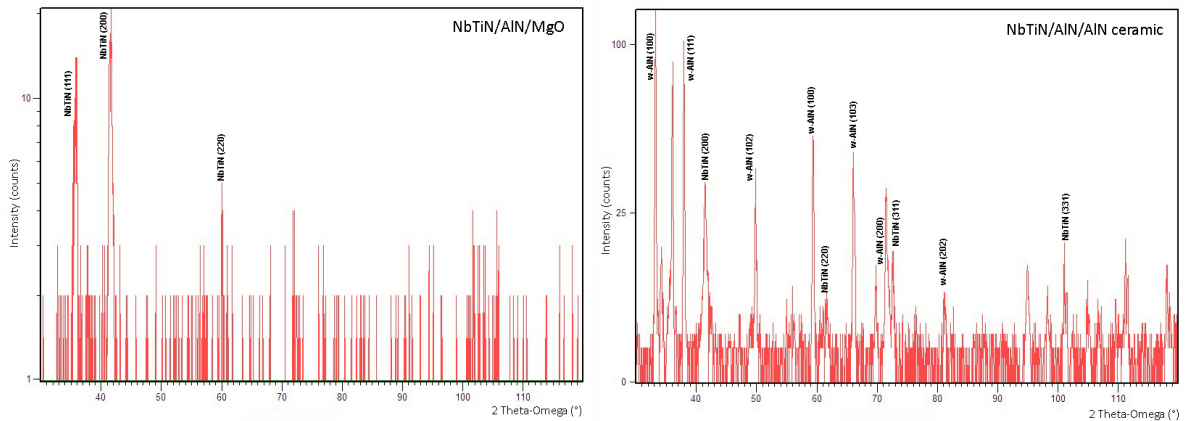 NbTiN/AlN/MgO
NbTiN (111)
NbTiN (200)
NbTiN (220)
10
1
Intensity (counts)
40
50
60
70
80
90
100
110
2 Theta-Omega (°)
NbTiN/AlN/AlN ceramic
w-AlN (100)
w-AlN (111)
NbTiN (200)
w-AlN (102)
w-AlN (100)
NbTiN (220)
w-AlN (103)
w-AlN (200)
NbTiN (311)
w-AlN (202)
NbTiN (331)
100
25
0
Intensity (counts)
40
50
60
70
80
90
100
110
2 Theta-Omega (°)